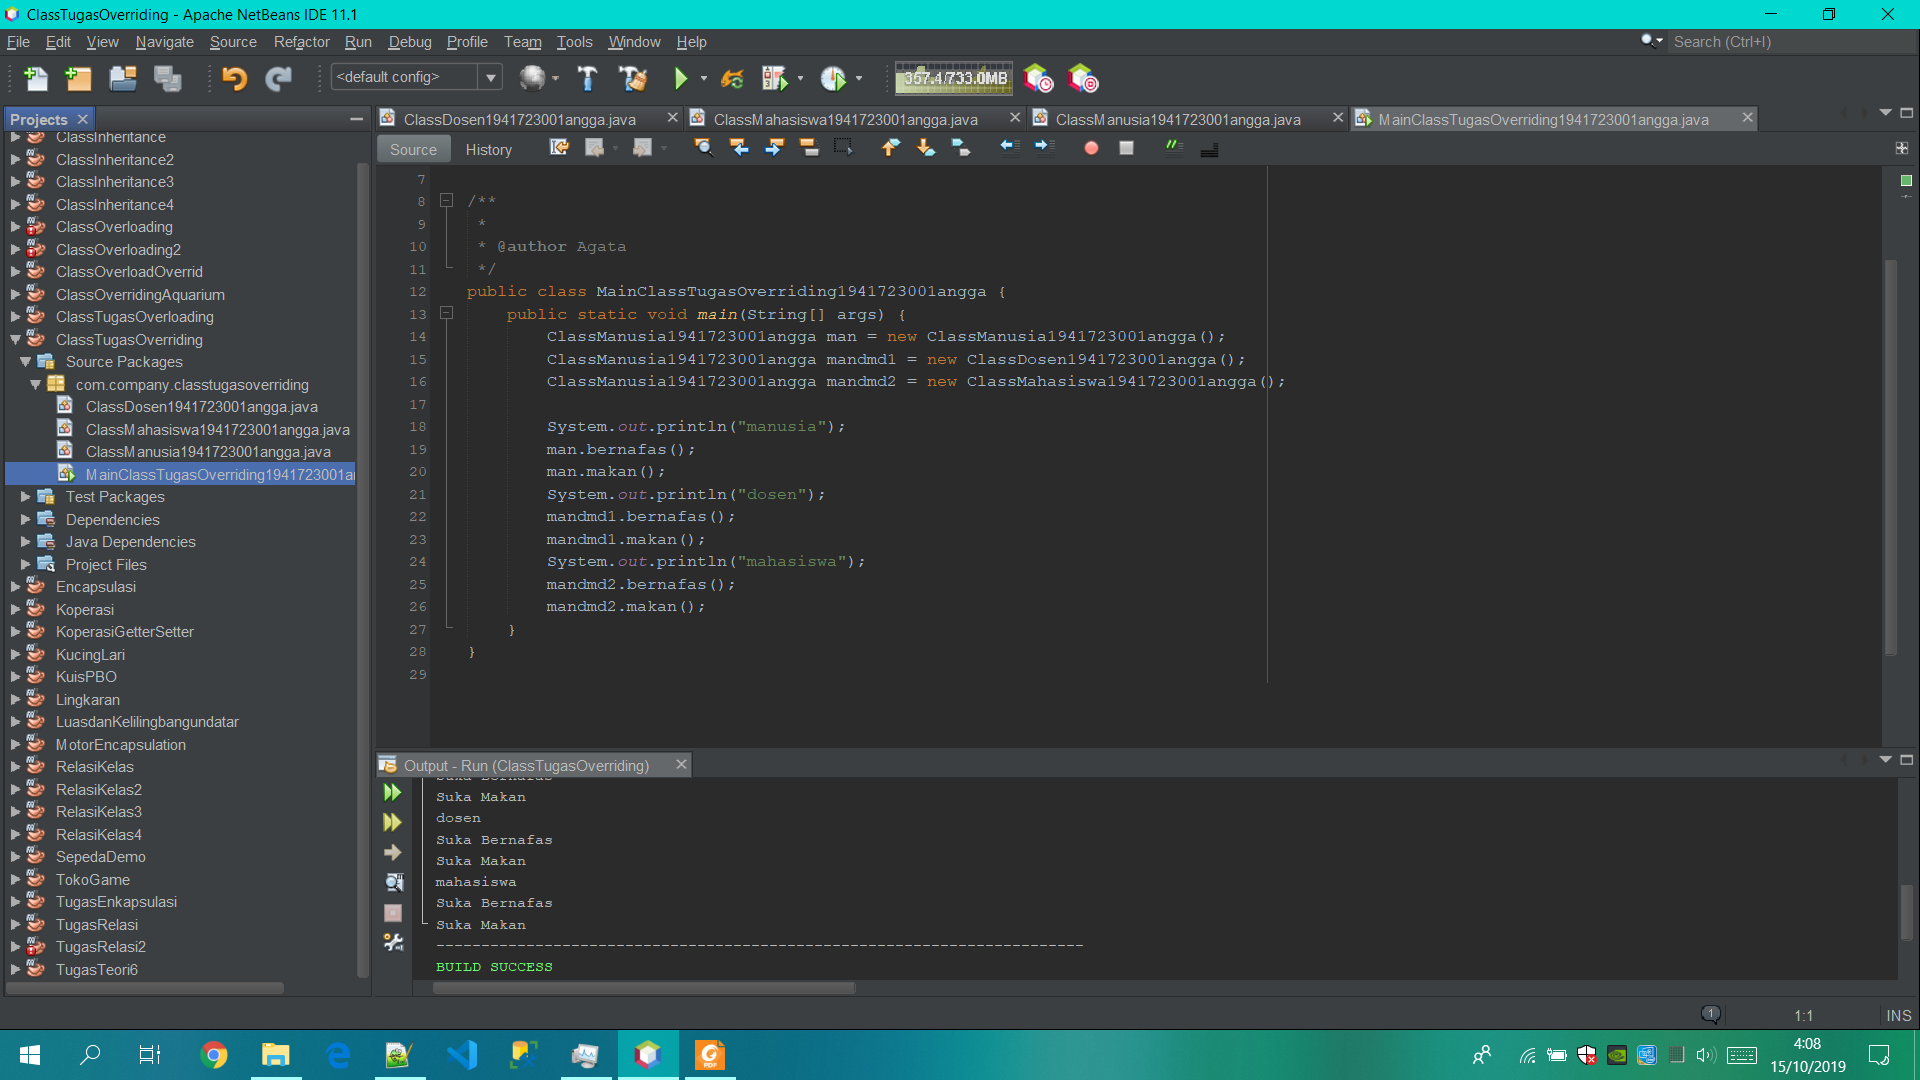 ClassTugasOverriding - Apache NetBeans IDE 11.1
File Edit View Navigate Source Refactor Run Debug Profile Team Tools Window Help
Search (Ctrl+I)
<default config>
357.4/733.0MB
Projects
ClassDosen1941723001angga.java
ClassMahasiswa1941723001angga.java
ClassManusia1941723001angga.java
MainClassTugasOverriding1941723001angga.java
Source History
ClassInheritance
ClassInheritance2
ClassInheritance3
ClassInheritance4
ClassOverloading
ClassOverloading2
ClassOverloadOverrid
ClassOverridingAquarium
ClassTugasOverloading
ClassTugasOverriding
Source Packages
com.company.classtugasoverriding
ClassDosen1941723001angga.java
ClassMahasiswa1941723001angga.java
ClassManusia1941723001angga.java
MainClassTugasOverriding1941723001a
Test Packages
Dependencies
Java Dependencies
Project Files
Encapsulasi
Koperasi
KoperasiGetterSetter
KucingLari
KuisPBO
Lingkaran
LuasdanKelilingbangundatar
MotorEncapsulation
RelasiKelas
RelasiKelas2
RelasiKelas3
RelasiKelas4
SepedaDemo
TokoGame
TugasEnkapsulasi
TugasRelasi
TugasRelasi2
TugasTeori6
7
8 /**
9 *
10 * @author Agata
11 */
12 public class MainClassTugasOverriding1941723001angga {
13 public static void main(String[] args) {
14 ClassManusia1941723001angga man = new ClassManusia1941723001angga();
15 ClassManusia1941723001angga mandmd1 = new ClassDosen1941723001angga();
16 ClassManusia1941723001angga mandmd2 = new ClassMahasiswa1941723001angga();
17
18 System.out.println("manusia");
19 man.bernafas();
20 man.makan();
21 System.out.println("dosen");
22 mandmd1.bernafas();
23 mandmd1.makan();
24 System.out.println("mahasiswa");
25 mandmd2.bernafas();
26 mandmd2.makan();
27 }
28 }
29
Output - Run (ClassTugasOverriding)
Suka Bernafas
Suka Makan
dosen
Suka Bernafas
Suka Makan
mahasiswa
Suka Bernafas
Suka Makan
------------------------------------------------------------------------
BUILD SUCCESS
1
1:1
INS
4:08
15/10/2019